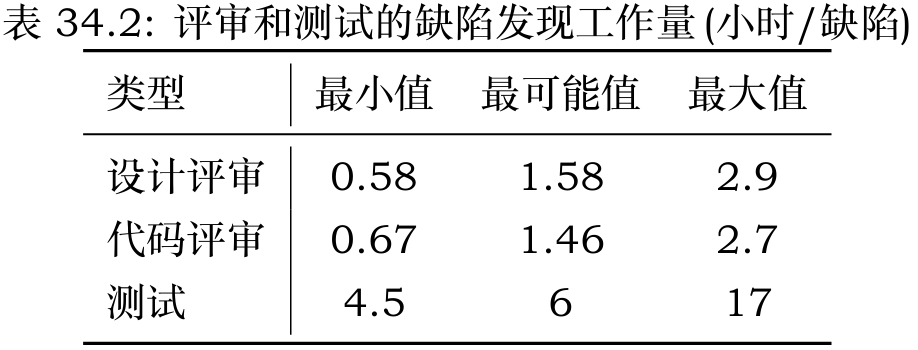 表 34.2: 评审和测试的缺陷发现工作量(小时/缺陷)
类型 最小值 最可能值 最大值
设计评审 0.58 1.58 2.9
代码评审 0.67 1.46 2.7
测试 4.5 6 17